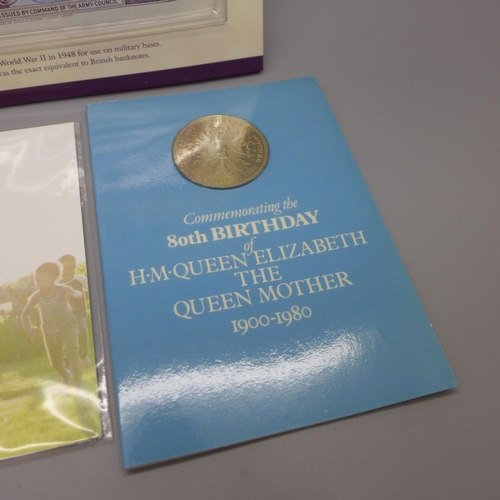 ISSUED BY COMMAND OF THE ARMY COUNCIL
World War II in 1948 for use on military bases.
was the exact equivalent to British banknotes.
Commemorating the
80th BIRTHDAY
of
H·M·QUEEN ELIZABETH
THE
QUEEN MOTHER
1900-1980